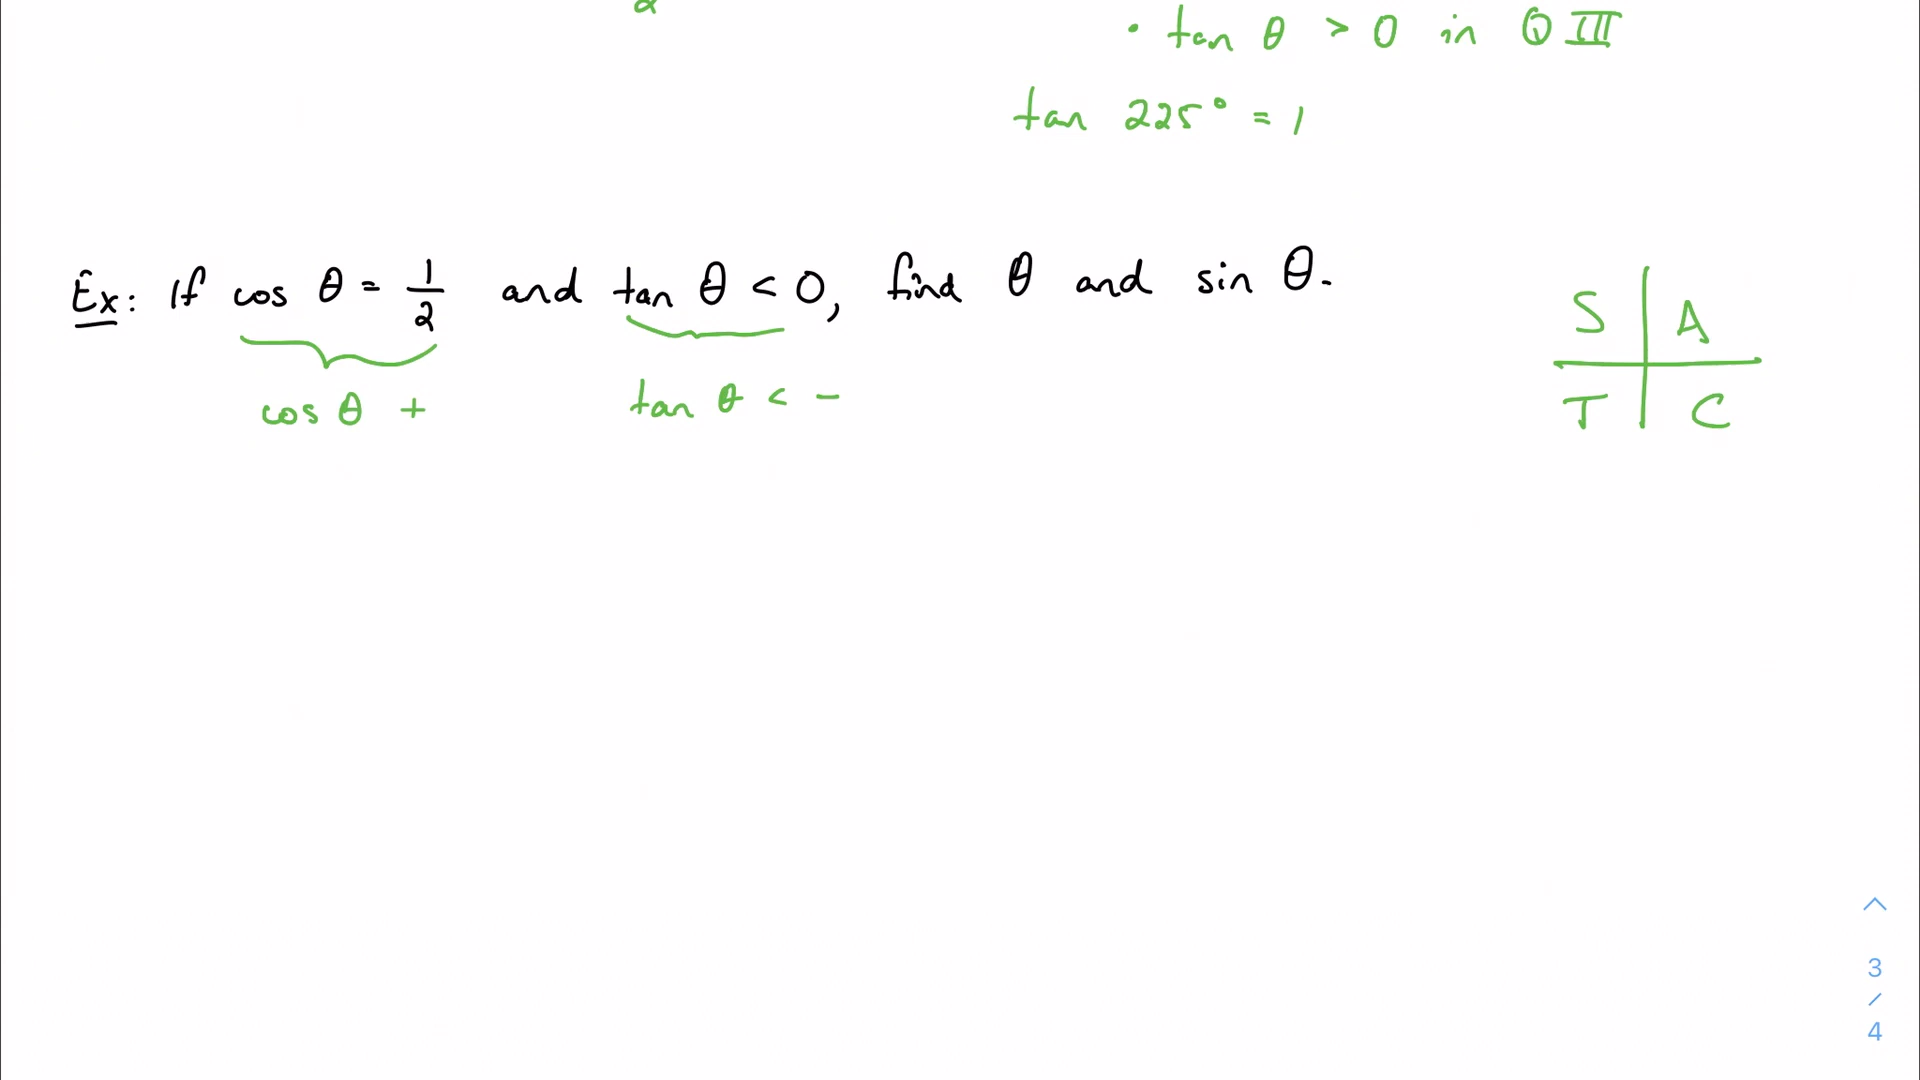 2
• tan θ > 0 in Q III
tan 225° = 1
Ex: If cos θ = 1/2 and tan θ < 0, find θ and sin θ.
S A
T C
cos θ +
tan θ < -
3
/
4